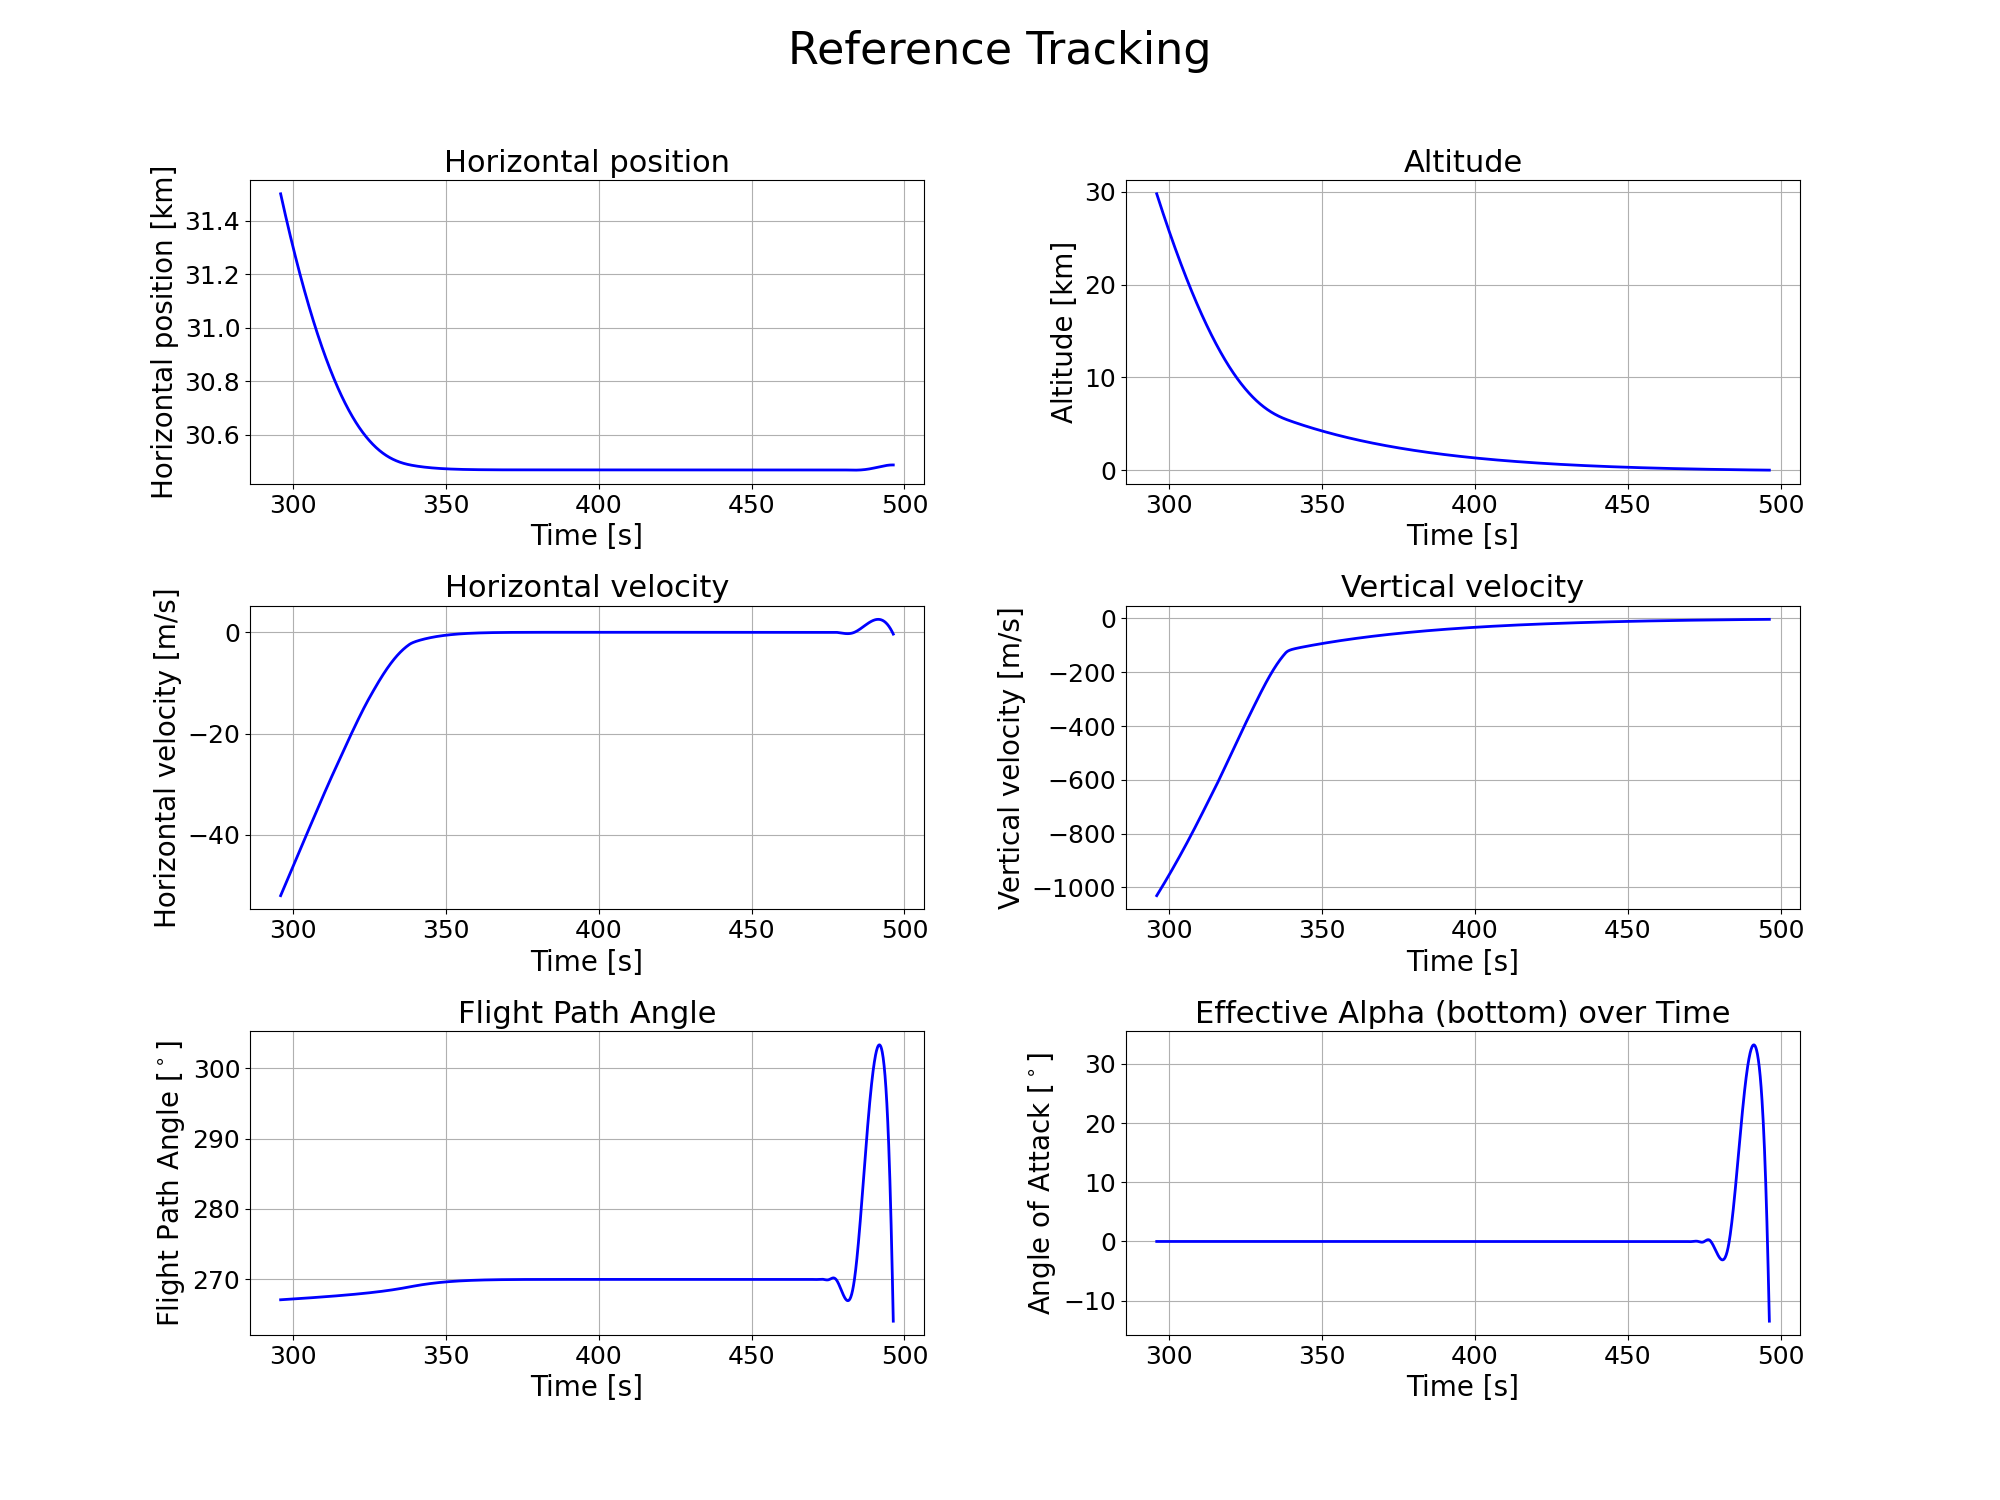 Reference Tracking
Horizontal position
Horizontal position [km]
31.4
31.2
31.0
30.8
30.6
300 350 400 450 500
Time [s]
Altitude
Altitude [km]
30
20
10
0
300 350 400 450 500
Time [s]
Horizontal velocity
Horizontal velocity [m/s]
0
−20
−40
300 350 400 450 500
Time [s]
Vertical velocity
Vertical velocity [m/s]
0
−200
−400
−600
−800
−1000
300 350 400 450 500
Time [s]
Flight Path Angle
Flight Path Angle [°]
300
290
280
270
300 350 400 450 500
Time [s]
Effective Alpha (bottom) over Time
Angle of Attack [°]
30
20
10
0
−10
300 350 400 450 500
Time [s]